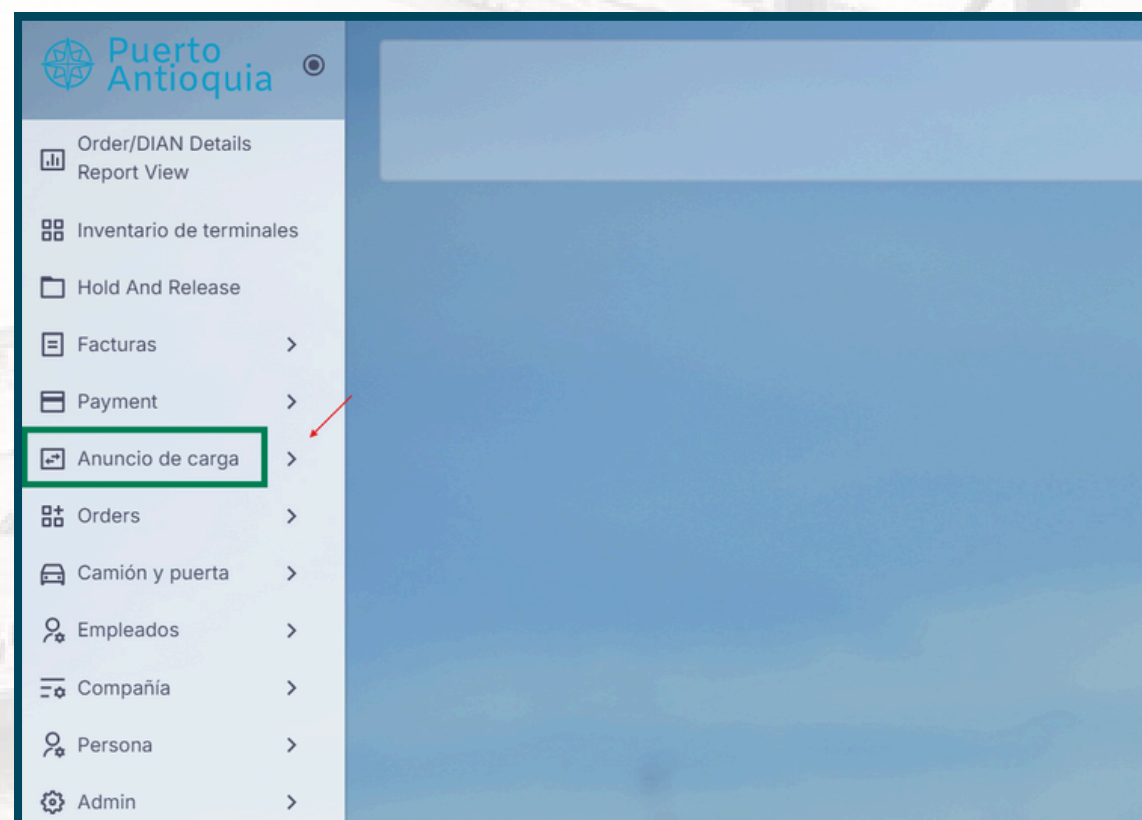 Puerto
Antioquia
Order/DIAN Details
Report View
Inventario de terminales
Hold And Release
Facturas
Payment
Anuncio de carga
Orders
Camión y puerta
Empleados
Compañía
Persona
Admin